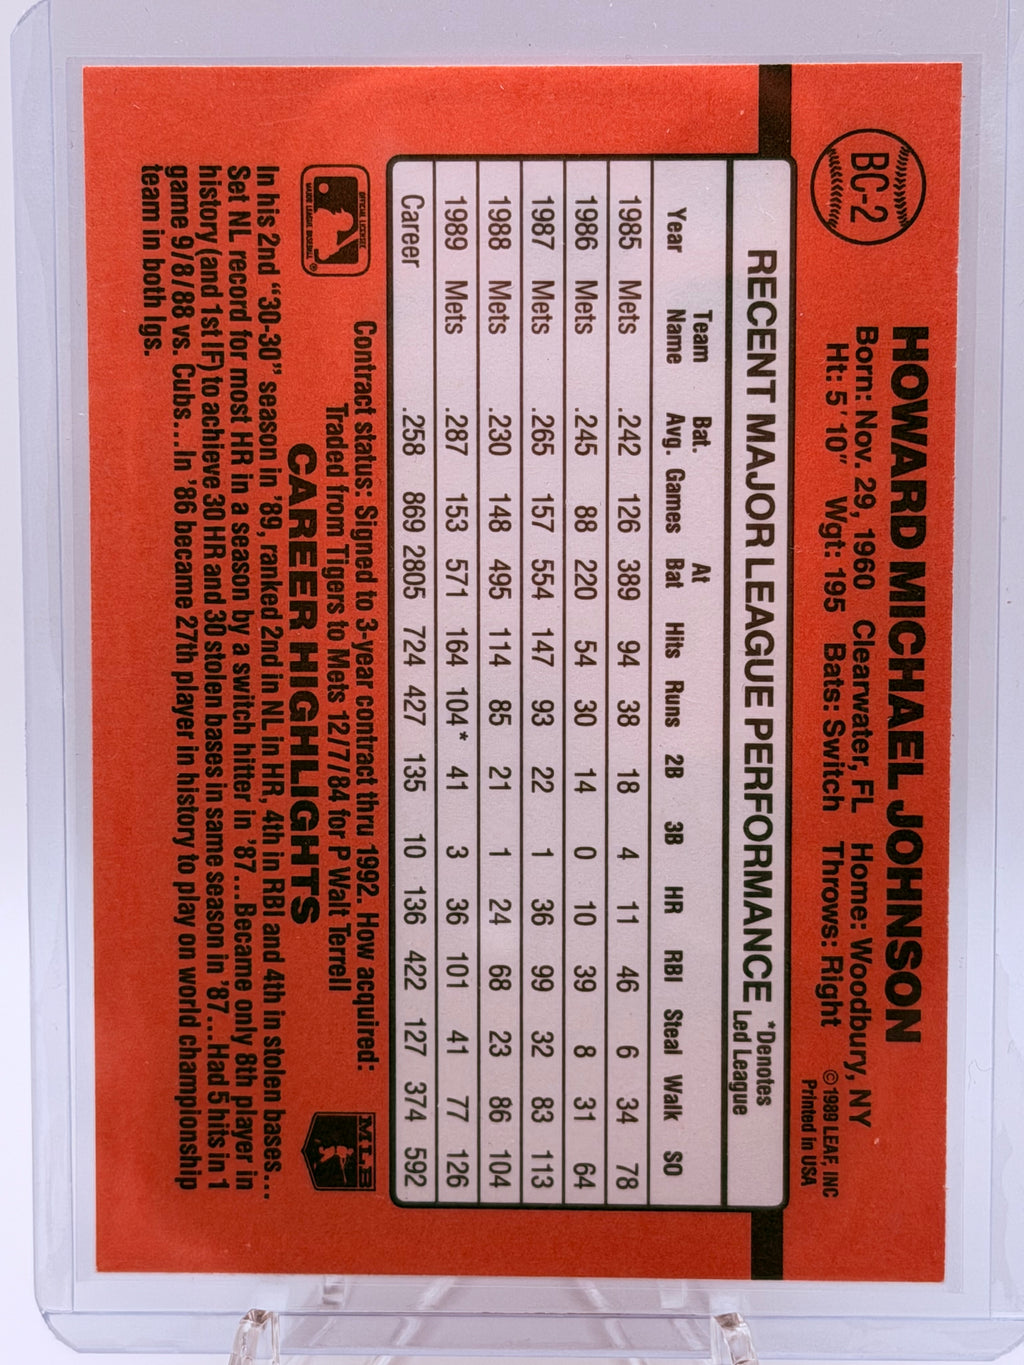 BC-2
HOWARD MICHAEL JOHNSON
Born: Nov. 29, 1960 Clearwater, FL Home: Woodbury, NY
Ht: 5' 10" Wgt: 195 Bats: Switch Throws: Right
© 1989 LEAF, INC
Printed in USA
RECENT MAJOR LEAGUE PERFORMANCE *Denotes Led League
Year Team Name Bat. Avg. Games At Bat Hits Runs 2B 3B HR RBI Steal Walk SO
1985 Mets .242 126 389 94 38 18 4 11 46 6 34 78
1986 Mets .245 88 220 54 30 14 0 10 39 8 31 64
1987 Mets .265 157 554 147 93 22 1 36 99 32 83 113
1988 Mets .230 148 495 114 85 21 1 24 68 23 86 104
1989 Mets .287 153 571 164 104* 41 3 36 101 41 77 126
Career .258 869 2805 724 427 135 10 136 422 127 374 592
OFFICIAL LICENSEE
MAJOR LEAGUE BASEBALL
®
Contract status: Signed to 3-year contract thru 1992. How acquired:
Traded from Tigers to Mets 12/7/84 for P Walt Terrell
MLB
CAREER HIGHLIGHTS
In his 2nd "30-30" season in '89, ranked 2nd in NL in HR, 4th in RBI and 4th in stolen bases...
Set NL record for most HR in a season by a switch hitter in '87...Became only 8th player in
history (and 1st IF) to achieve 30 HR and 30 stolen bases in same season in '87...Had 5 hits in 1
game 9/8/88 vs. Cubs...In '86 became 27th player in history to play on world championship
team in both lgs.